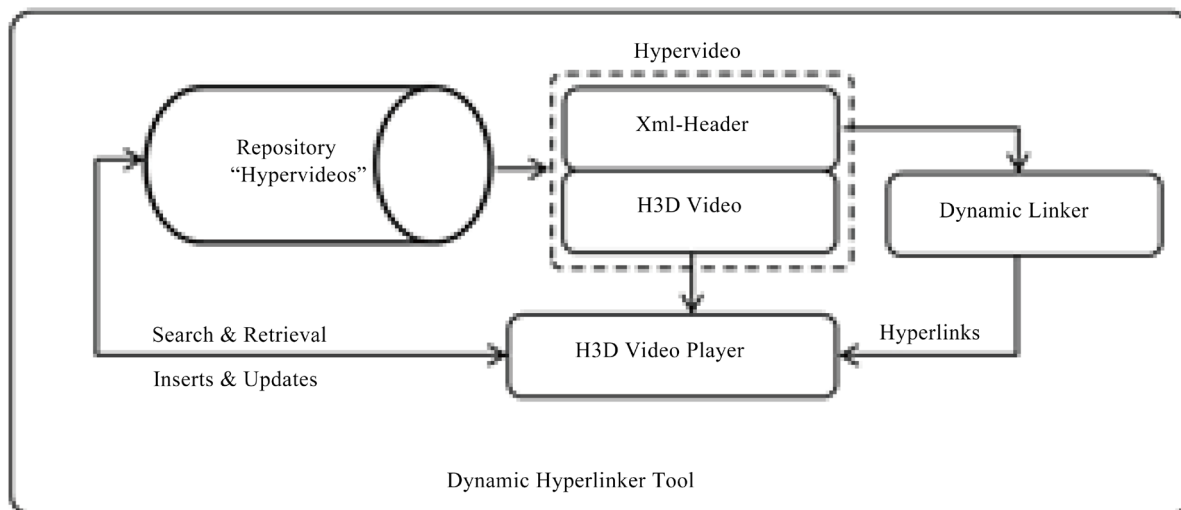 Hypervideo
Xml-Header
Repository
“Hypervideos”
H3D Video
Dynamic Linker
Search & Retrieval
Inserts & Updates
H3D Video Player
Hyperlinks
Dynamic Hyperlinker Tool